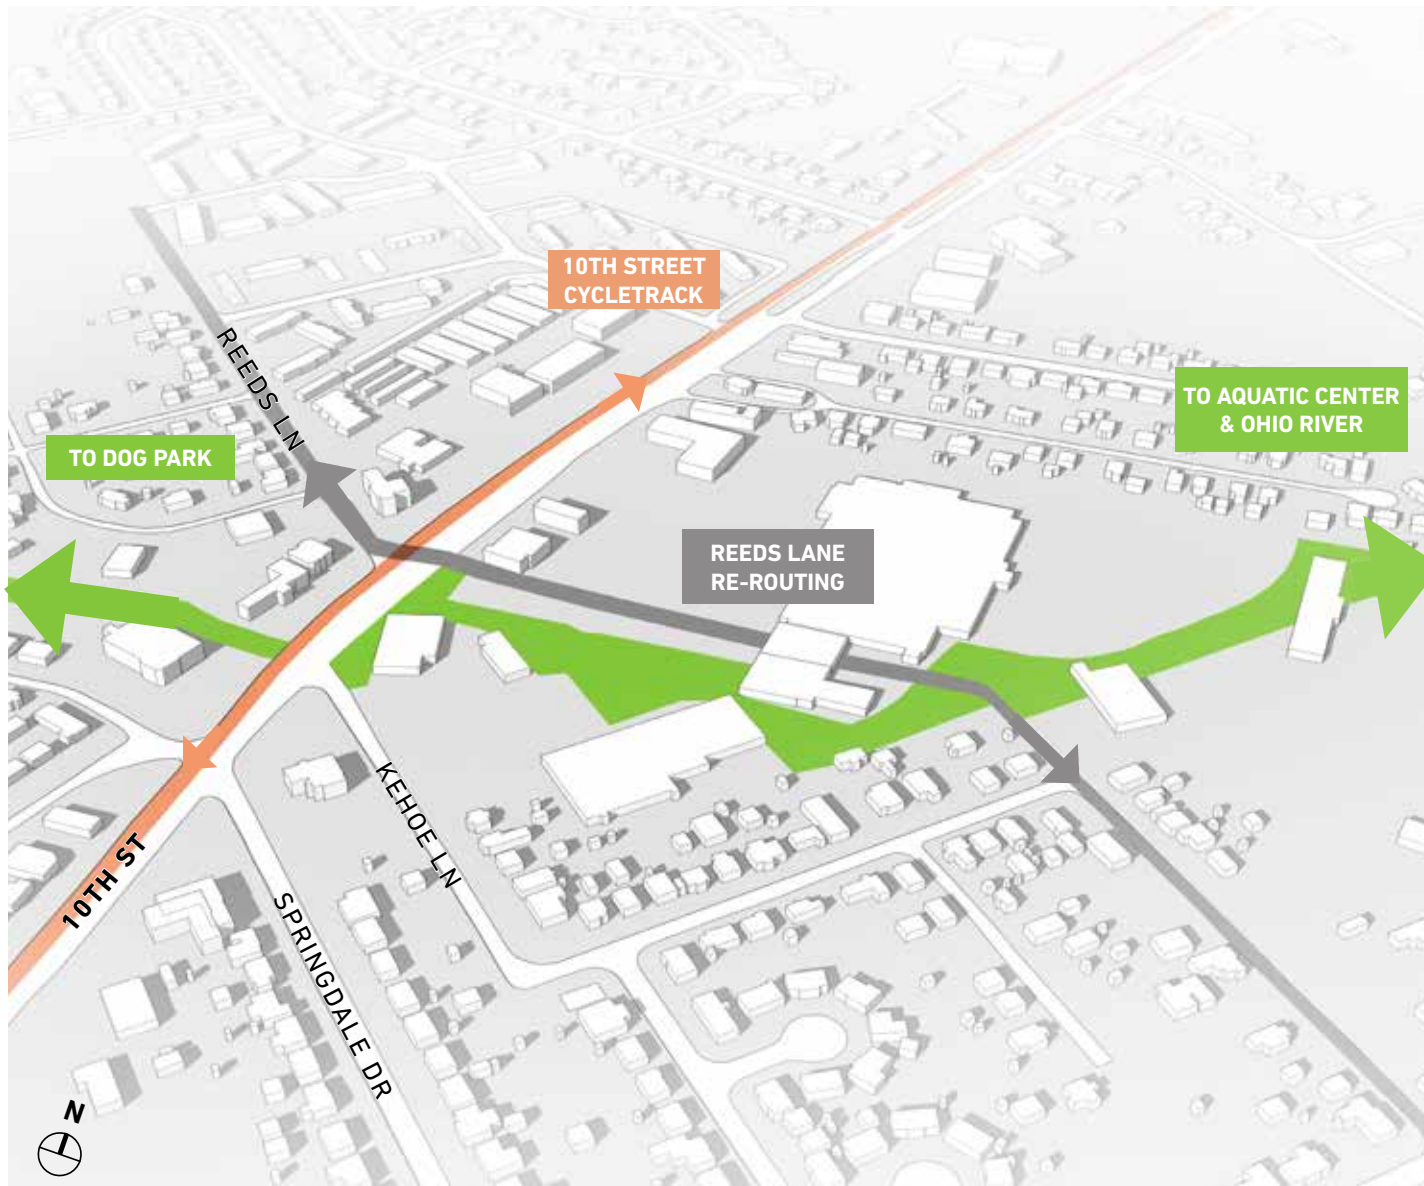 10TH STREET
CYCLETRACK
REEDS LN
TO AQUATIC CENTER
& OHIO RIVER
TO DOG PARK
REEDS LANE
RE-ROUTING
KEHOE LN
10TH ST
SPRINGDALE DR
N